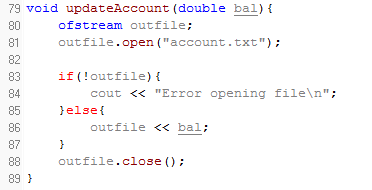 79 void updateAccount(double bal){
80     ofstream outfile;
81     outfile.open("account.txt");
82
83     if(!outfile){
84         cout << "Error opening file\n";
85     }else{
86         outfile << bal;
87     }
88     outfile.close();
89 }